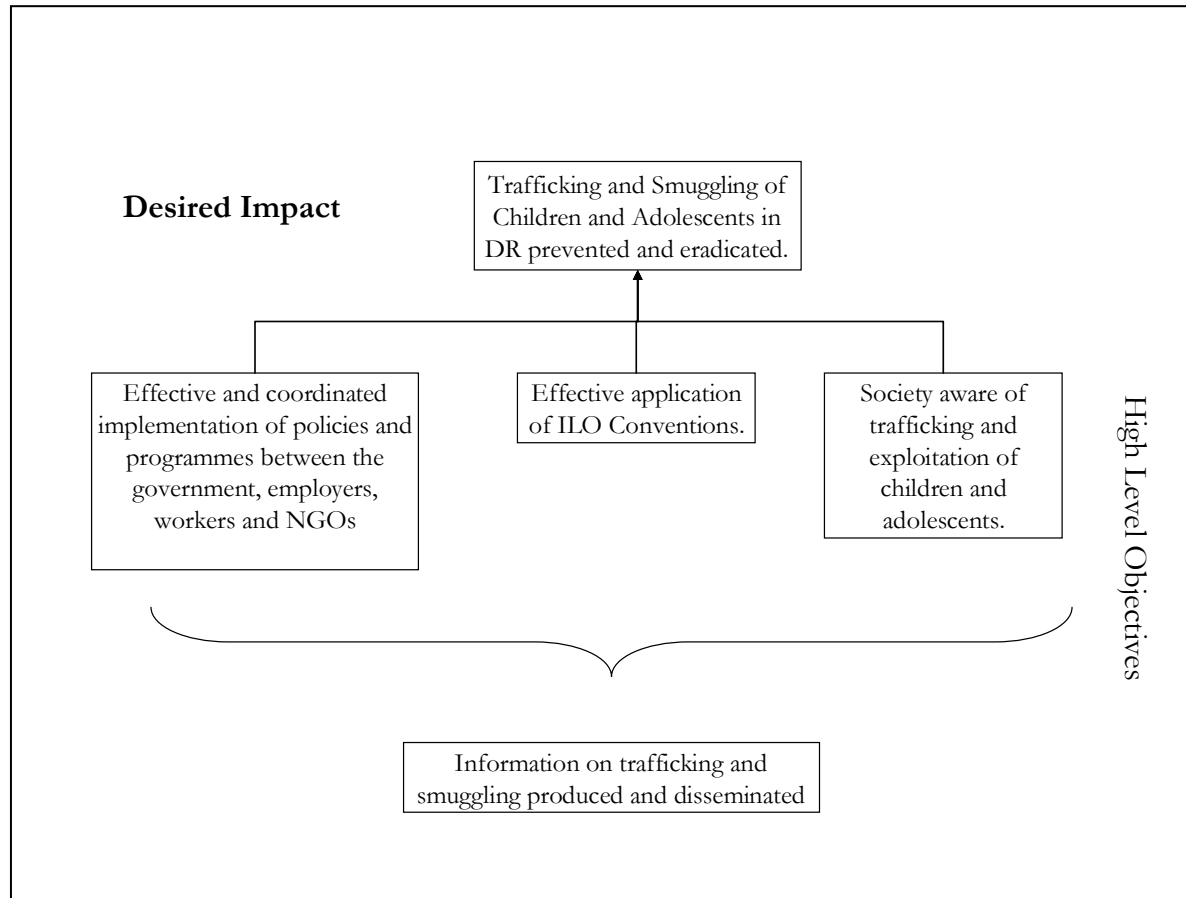 Desired Impact
Trafficking and Smuggling of
Children and Adolescents in
DR prevented and eradicated.
Effective and coordinated
implementation of policies and
programmes between the
government, employers,
workers and NGOs
Effective application
of ILO Conventions.
Society aware of
trafficking and
exploitation of
children and
adolescents.
High Level Objectives
Information on trafficking and
smuggling produced and disseminated